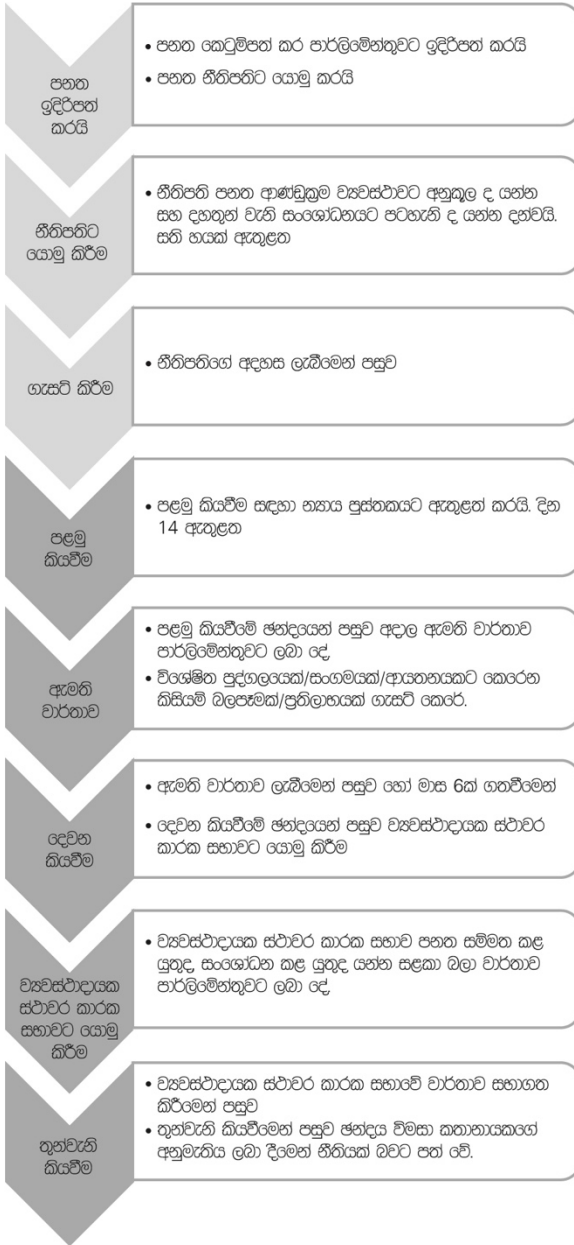 පනත
ඉදිරිපත්
කරයි
• පනත කෙටුම්පත් කර පාර්ලිමේන්තුවට ඉදිරිපත් කරයි
• පනත නීතිපතිට යොමු කරයි
නීතිපතිට
යොමු කිරීම
• නීතිපති පනත ආණ්ඩුක්‍රම ව්‍යවස්ථාවට අනුකූල ද යන්න
සහ දහතුන් වැනි සංශෝධනයට පටහැනි ද යන්න දන්වයි.
සති හයක් ඇතුළත
ගැසට් කිරීම
• නීතිපතිගේ අදහස ලැබීමෙන් පසුව
පළමු
කියවීම
• පළමු කියවීම සඳහා න්‍යාය පුස්තකයට ඇතුළත් කරයි. දින
14 ඇතුළත
ඇමති
වාර්තාව
• පළමු කියවීමේ ඡන්දයෙන් පසුව අදාල ඇමති වාර්තාව
පාර්ලිමේන්තුවට ලබා දේ,
• විශේෂිත පුද්ගලයෙක්/සංගමයක්/ආයතනයකට කෙරෙන
කිසියම් බලපෑමක්/ප්‍රතිලාභයක් ගැසට් කෙරේ.
දෙවන
කියවීම
• ඇමති වාර්තාව ලැබීමෙන් පසුව හෝ මාස 6ක් ගතවීමෙන්
• දෙවන කියවීමේ ඡන්දයෙන් පසුව ව්‍යවස්ථාදායක ස්ථාවර
කාරක සභාවට යොමු කිරීම
ව්‍යවස්ථාදායක
ස්ථාවර කාරක
සභාවට යොමු
කිරීම
• ව්‍යවස්ථාදායක ස්ථාවර කාරක සභාව පනත සම්මත කළ
යුතුද, සංශෝධන කළ යුතුද යන්න සළකා බලා වාර්තාව
පාර්ලිමේන්තුවට ලබා දේ,
තුන්වැනි
කියවීම
• ව්‍යවස්ථාදායක ස්ථාවර කාරක සභාවේ වාර්තාව සභාගත
කිරීමෙන් පසුව
• තුන්වැනි කියවීමෙන් පසුව ඡන්දය විමසා කතානායකගේ
අනුමැතිය ලබා දීමෙන් නීතියක් බවට පත් වේ.